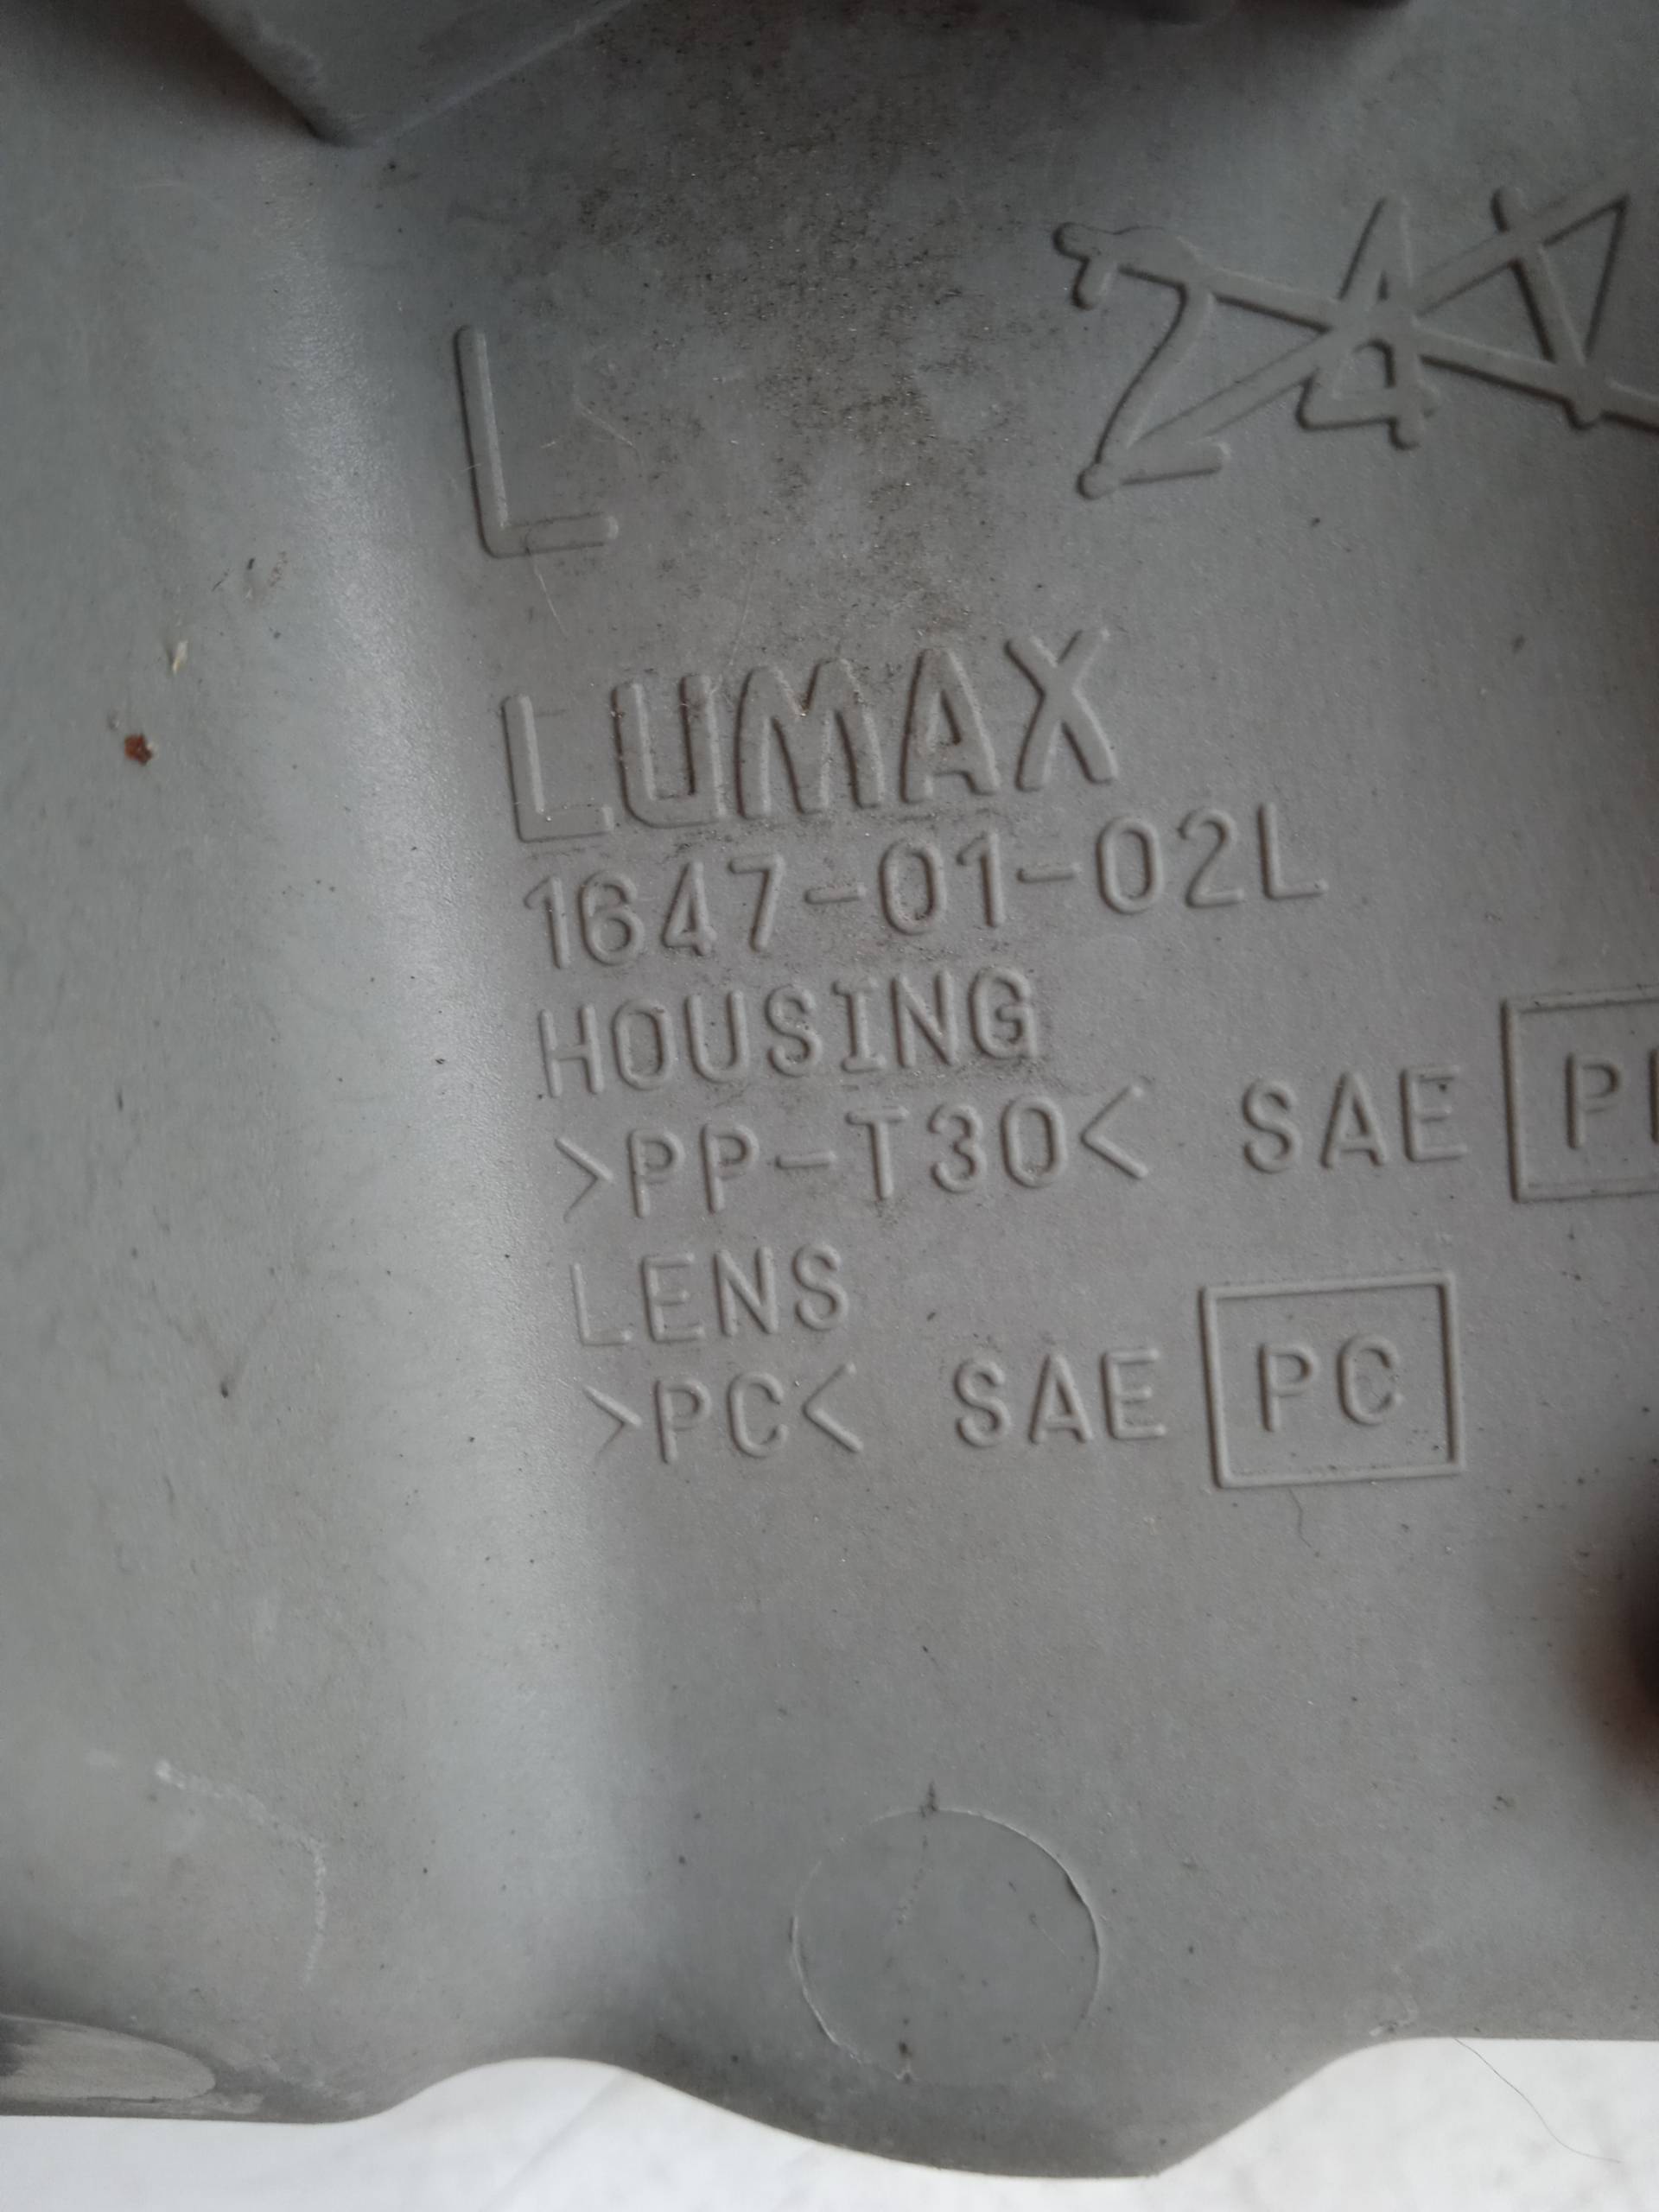 L
LUMAX
1647-01-02L
HOUSING
>PP-T30< SAE
LENS
>PC< SAE PC